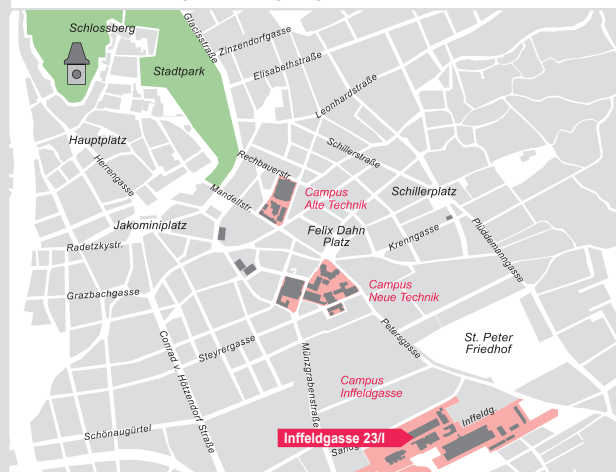 Schlossberg
Glacisstraße
Zinzendorfgasse
Stadtpark
Elisabethstraße
Leonhardstraße
Hauptplatz
Herrengasse
Rechbauerstr.
Schillerstraße
Mandellstr.
Campus
Alte Technik
Schillerplatz
Jakominiplatz
Felix Dahn
Platz
Krenngasse
Plüddemanngasse
Radetzkystr.
Grazbachgasse
Campus
Neue Technik
Petersgasse
St. Peter
Friedhof
Steyrergasse
Conrad v. Hötzendorf Straße
Münzgrabenstraße
Campus
Inffeldgasse
Schönaugürtel
Inffeldgasse 23/I
Inffeldg.